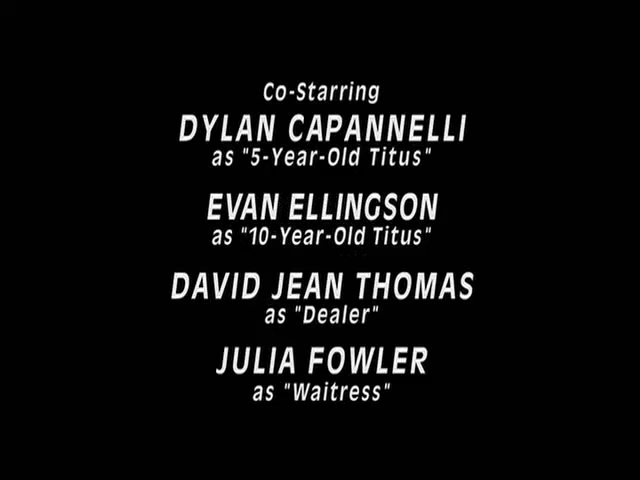 Co-Starring
DYLAN CAPANNELLI
as "5-Year-Old Titus"
EVAN ELLINGSON
as "10-Year-Old Titus"
DAVID JEAN THOMAS
as "Dealer"
JULIA FOWLER
as "Waitress"